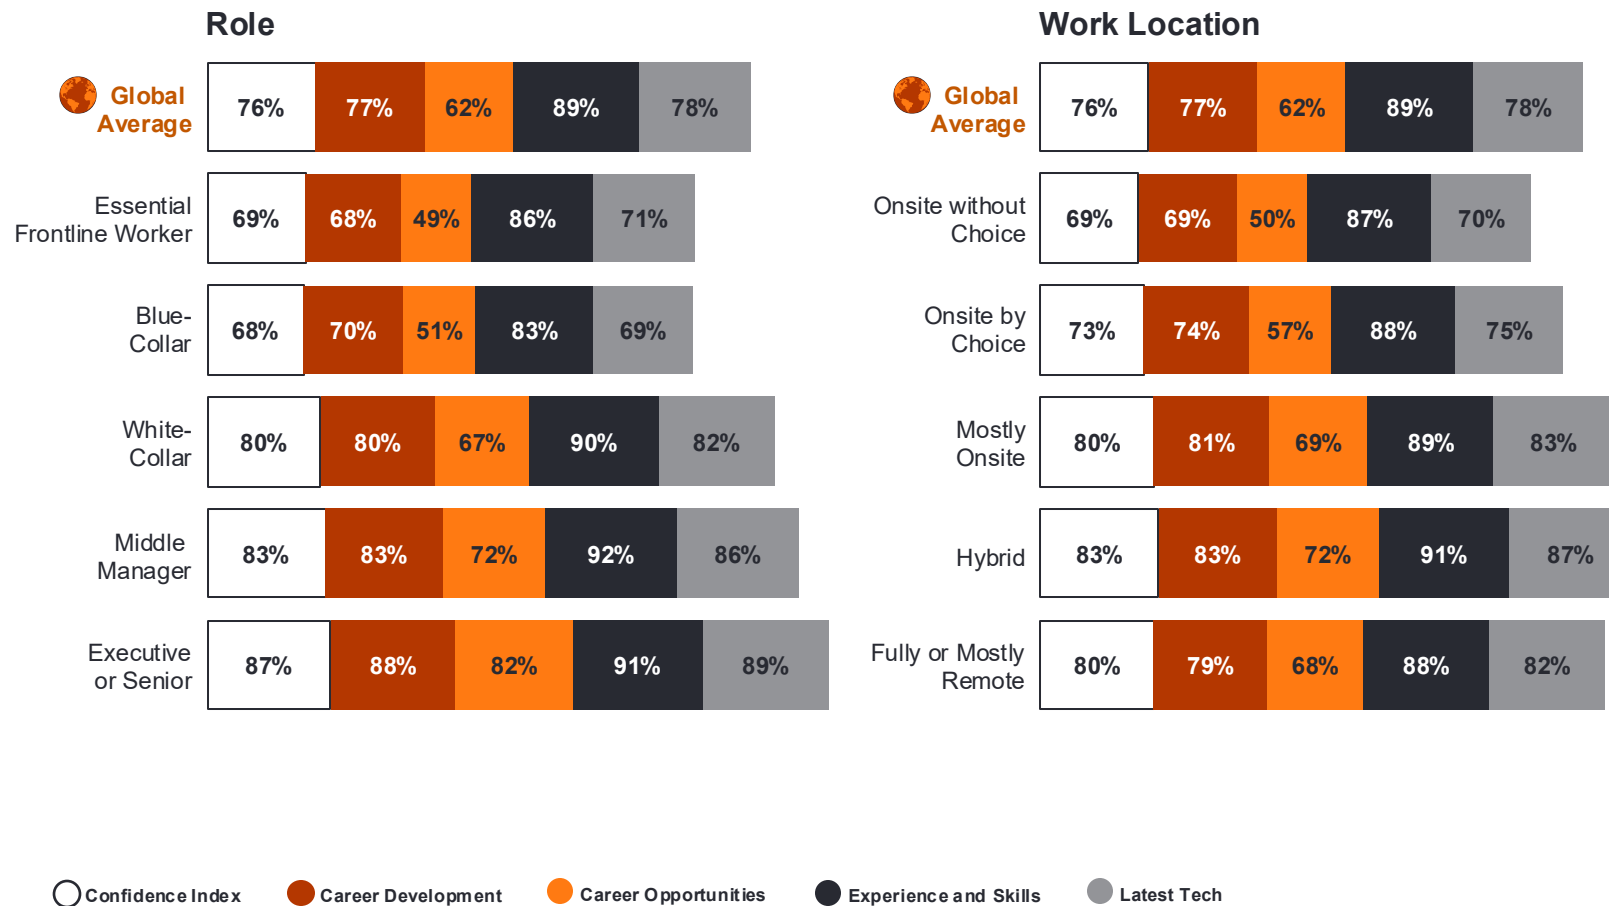 Role
Global
Average
76% 77% 62% 89% 78%
Essential
Frontline Worker
69% 68% 49% 86% 71%
Blue-
Collar
68% 70% 51% 83% 69%
White-
Collar
80% 80% 67% 90% 82%
Middle
Manager
83% 83% 72% 92% 86%
Executive
or Senior
87% 88% 82% 91% 89%
Work Location
Global
Average
76% 77% 62% 89% 78%
Onsite without
Choice
69% 69% 50% 87% 70%
Onsite by
Choice
73% 74% 57% 88% 75%
Mostly
Onsite
80% 81% 69% 89% 83%
Hybrid
83% 83% 72% 91% 87%
Fully or Mostly
Remote
80% 79% 68% 88% 82%
Confidence Index Career Development Career Opportunities Experience and Skills Latest Tech